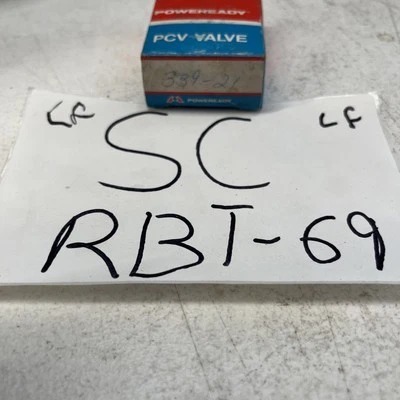 POWEREADY
PCV VALVE
339-21
POWEREADY
LF SC LF
RBT-69